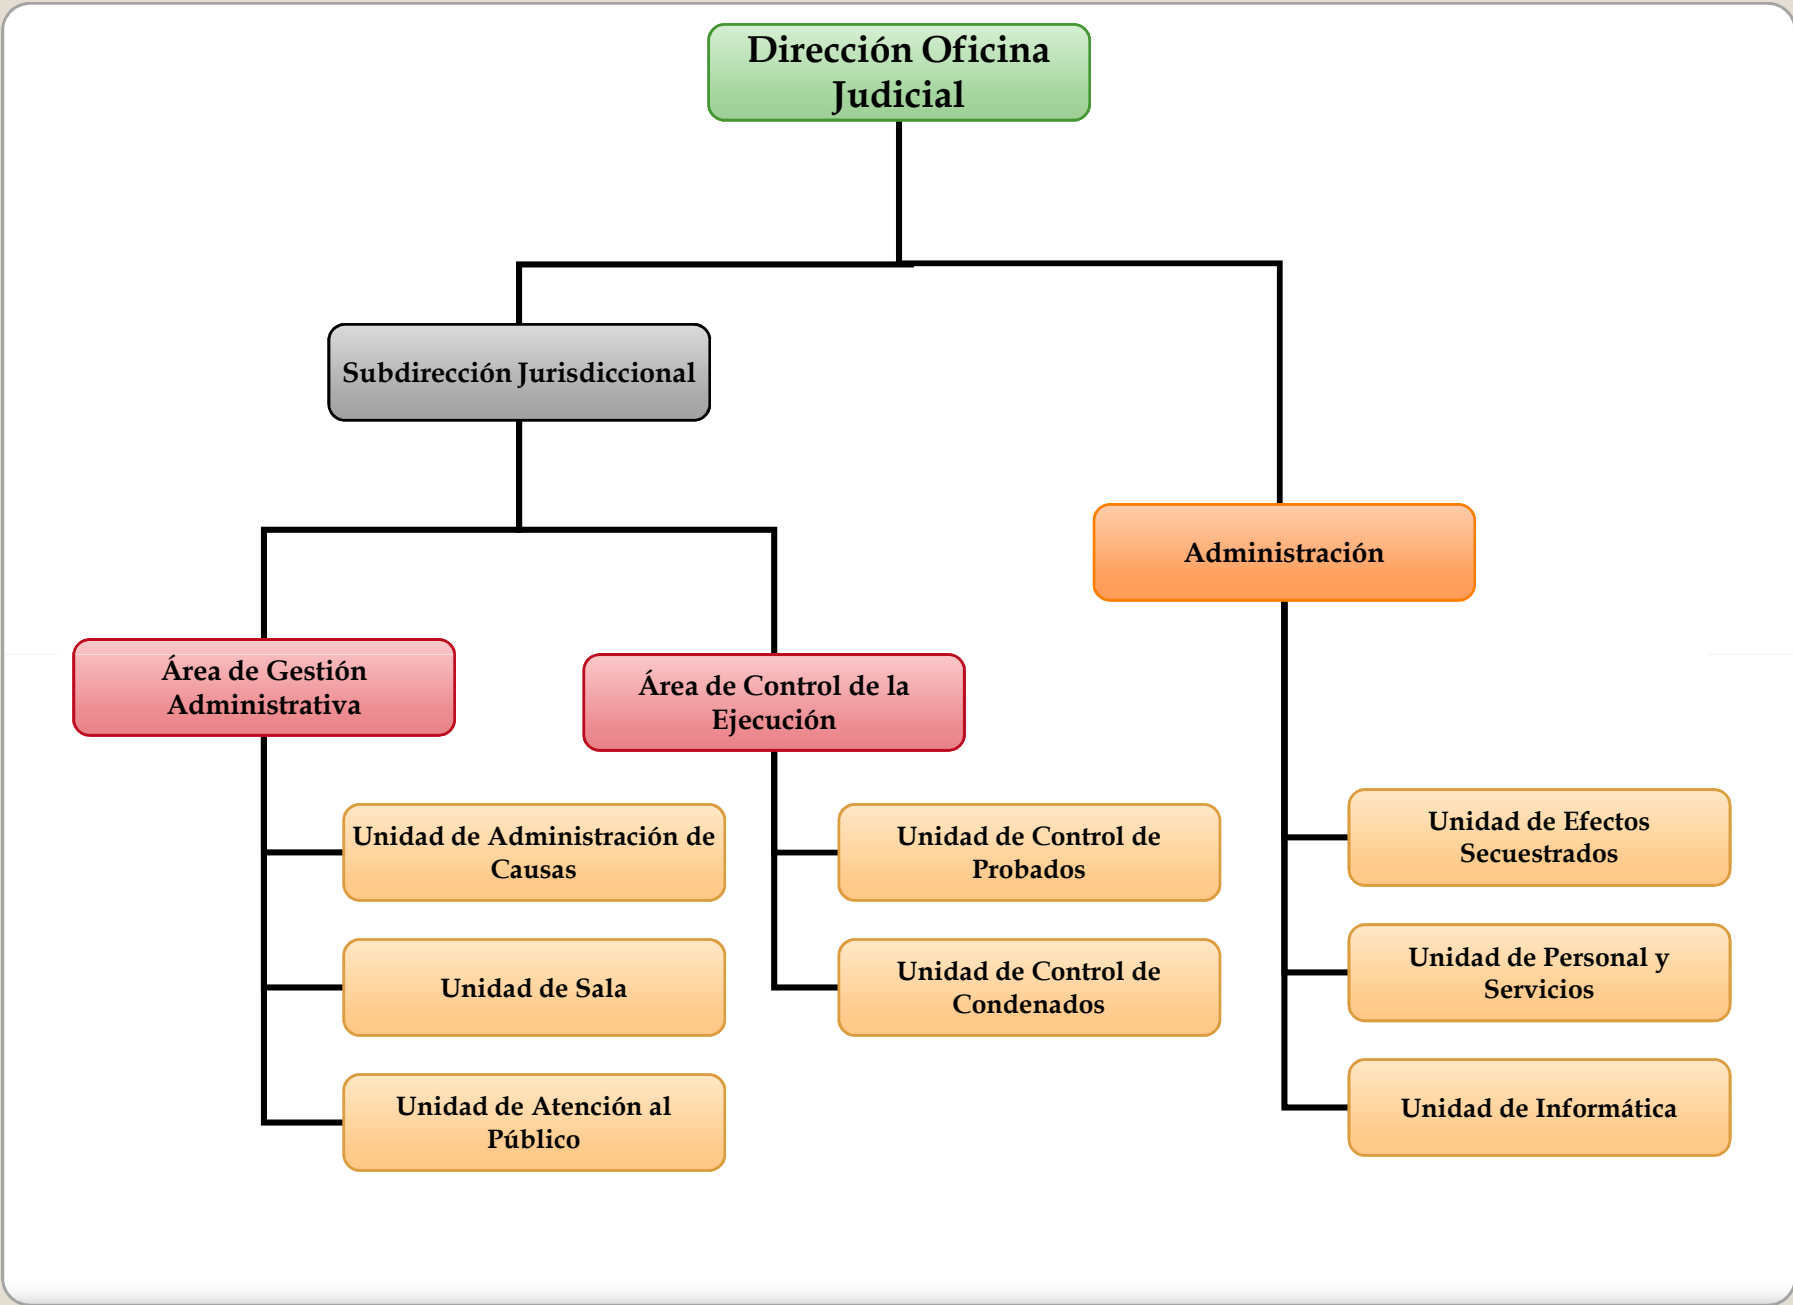 Dirección Oficina
Judicial
Subdirección Jurisdiccional
Administración
Área de Gestión
Administrativa
Área de Control de la
Ejecución
Unidad de Administración de
Causas
Unidad de Sala
Unidad de Atención al
Público
Unidad de Control de
Probados
Unidad de Control de
Condenados
Unidad de Efectos
Secuestrados
Unidad de Personal y
Servicios
Unidad de Informática